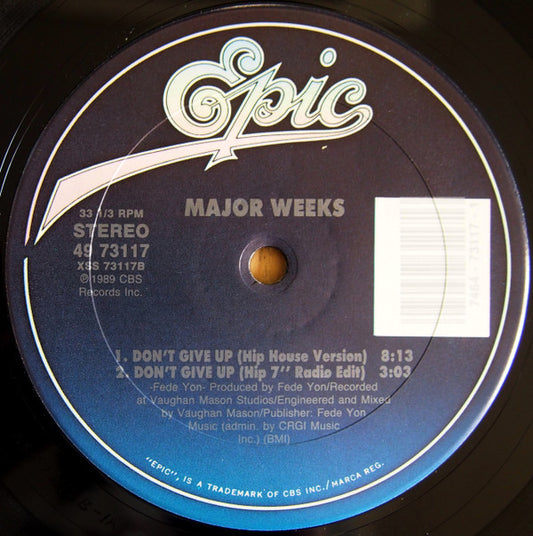 Epic
MAJOR WEEKS
33 1/3 RPM
STEREO
49 73117
XSS 73117B
℗1989 CBS
Records Inc.
1. DON'T GIVE UP (Hip House Version) 8:13
2. DON'T GIVE UP (Hip 7'' Radio Edit) 3:03
-Fede Yon- Produced by Fede Yon/Recorded
at Vaughan Mason Studios/Engineered and Mixed
by Vaughan Mason/Publisher: Fede Yon
Music (admin. by CRGI Music
Inc.) (BMI)
"EPIC", IS A TRADEMARK OF CBS INC./MARCA REG.